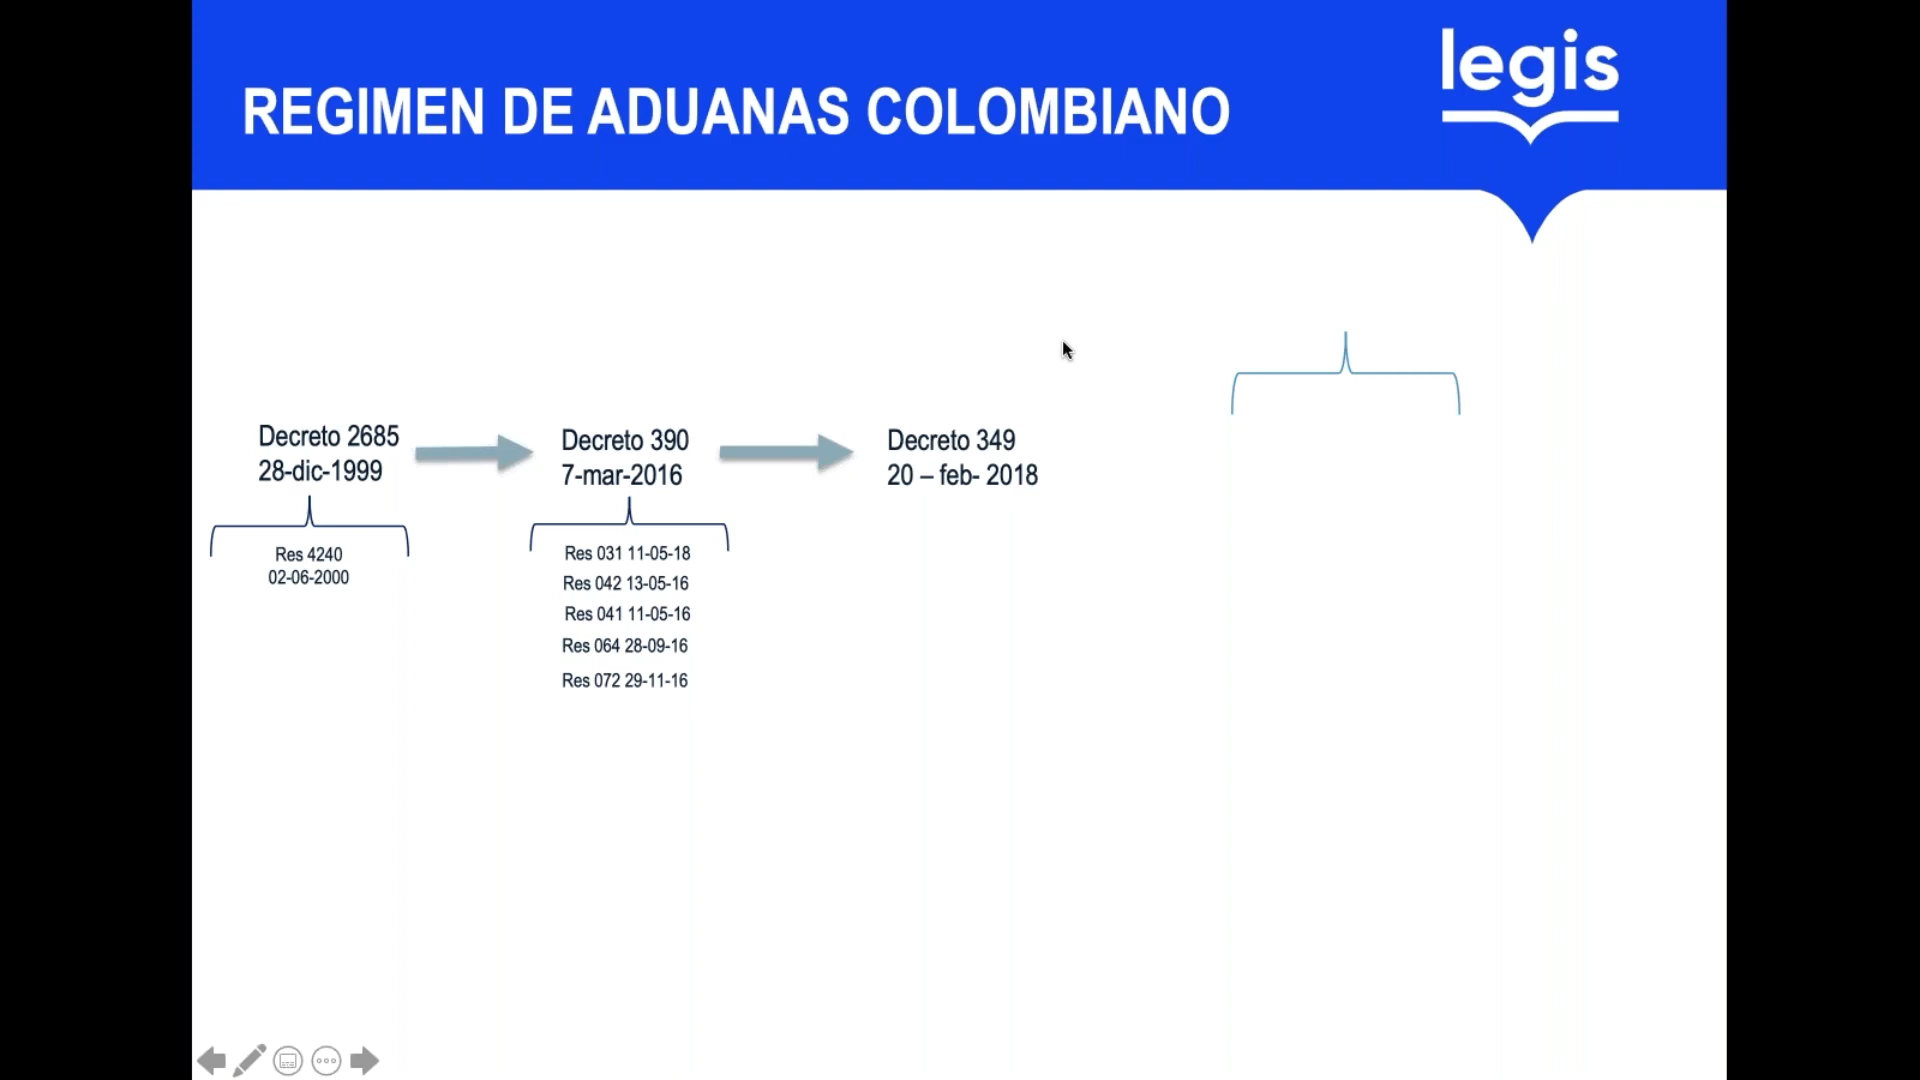 legis
REGIMEN DE ADUANAS COLOMBIANO
Decreto 2685
28-dic-1999
Res 4240
02-06-2000
Decreto 390
7-mar-2016
Res 031 11-05-18
Res 042 13-05-16
Res 041 11-05-16
Res 064 28-09-16
Res 072 29-11-16
Decreto 349
20 – feb- 2018